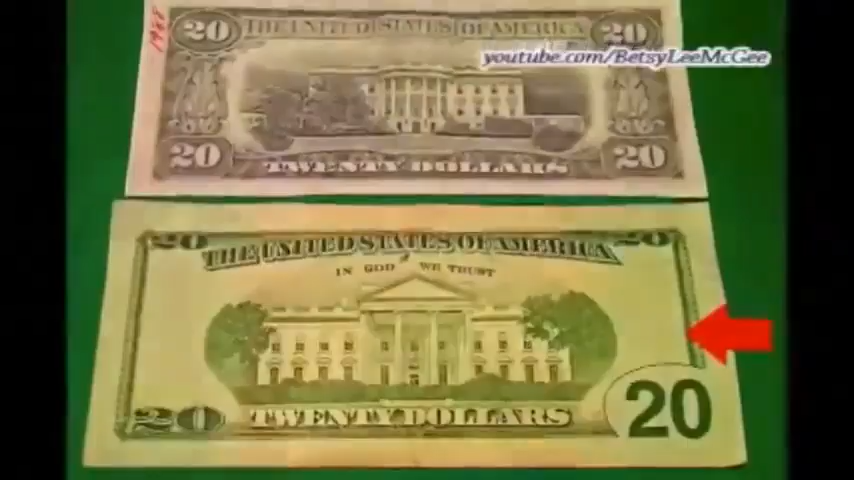 1988
20 THE UNITED STATES OF AMERICA 20
youtube.com/BetsyLeeMcGee
20 TWENTY DOLLARS 20
20 THE UNITED STATES OF AMERICA 20
IN GOD WE TRUST
20 TWENTY DOLLARS 20